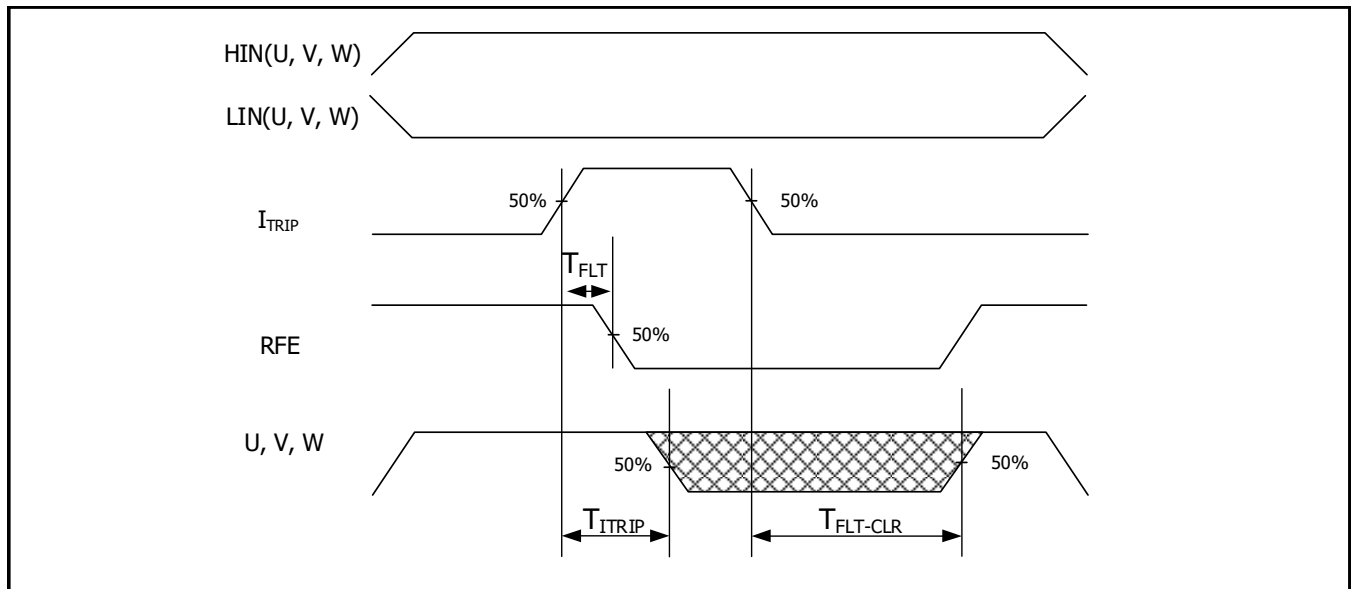 HIN(U, V, W)
LIN(U, V, W)
50%
50%
ITRIP
TFLT
50%
RFE
U, V, W
50%
50%
TITRIP
TFLT-CLR